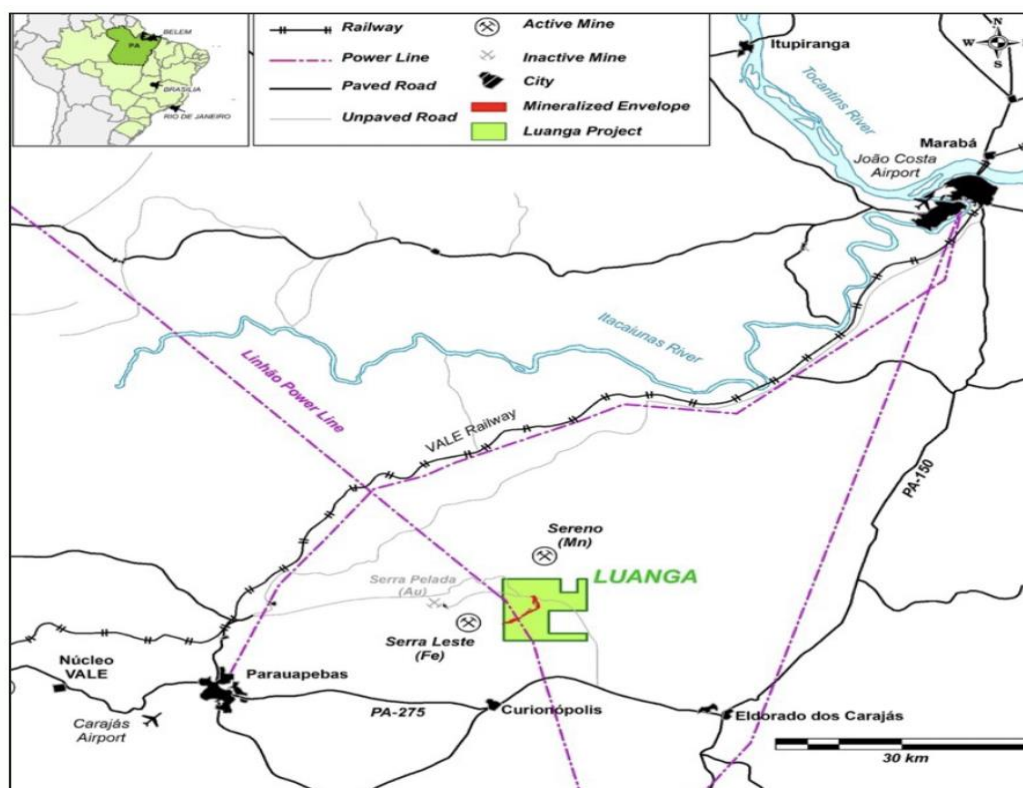 BELEM
PA
BRASILIA
RIO DE JANEIRO
Railway
Power Line
Paved Road
Unpaved Road
Active Mine
Inactive Mine
City
Mineralized Envelope
Luanga Project
N
W
E
S
Itupiranga
Tocantins River
Marabá
João Costa
Airport
Itacaiunas River
Linhão Power Line
VALE Railway
PA-150
Sereno
(Mn)
LUANGA
Serra Pelada
(Au)
Serra Leste
(Fe)
Núcleo
VALE
Parauapebas
Carajás
Airport
PA-275
Curionópolis
Eldorado dos Carajás
30 km